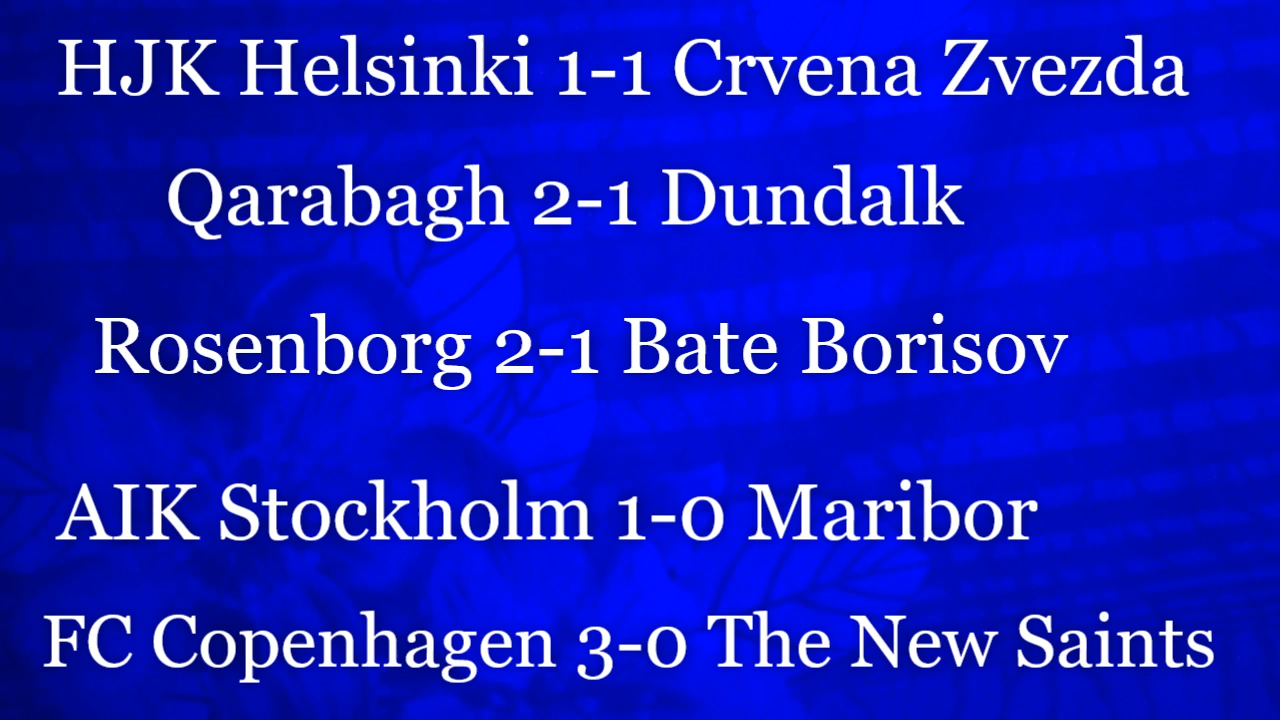 HJK Helsinki 1-1 Crvena Zvezda
Qarabagh 2-1 Dundalk
Rosenborg 2-1 Bate Borisov
AIK Stockholm 1-0 Maribor
FC Copenhagen 3-0 The New Saints